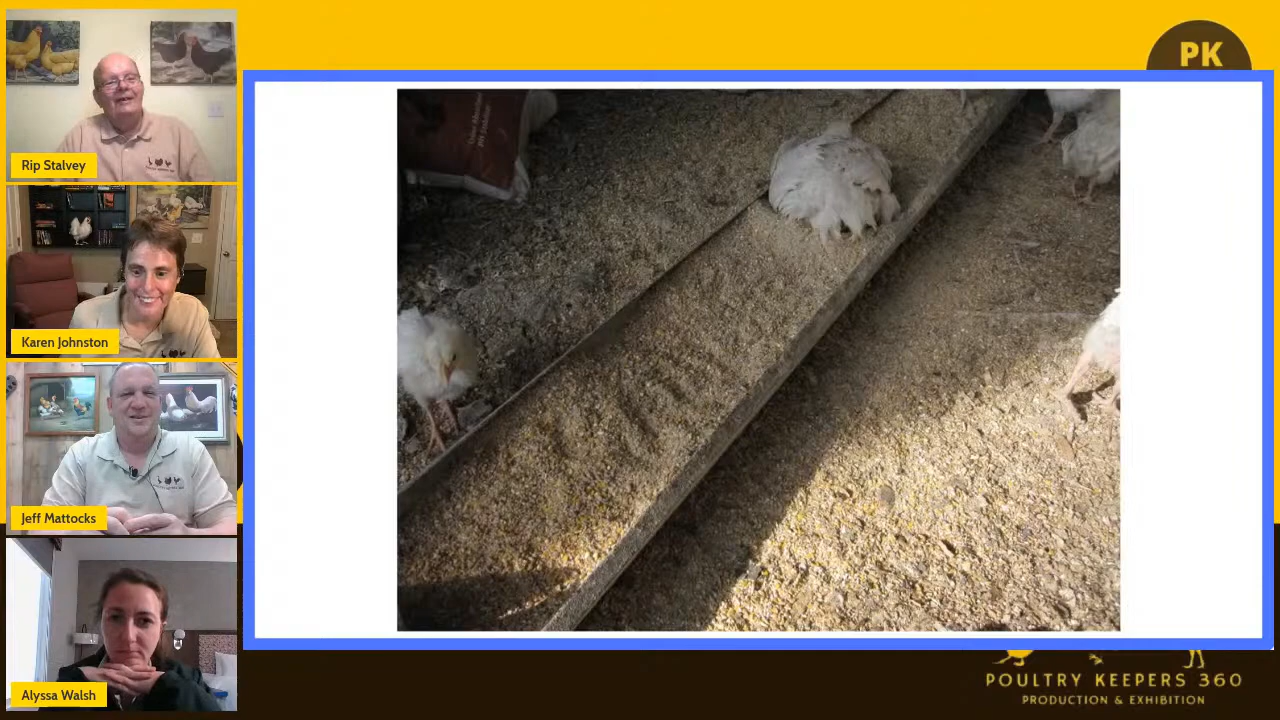 Rip Stalvey
Karen Johnston
Jeff Mattocks
Alyssa Walsh
PK
POULTRY KEEPERS 360
PRODUCTION & EXHIBITION